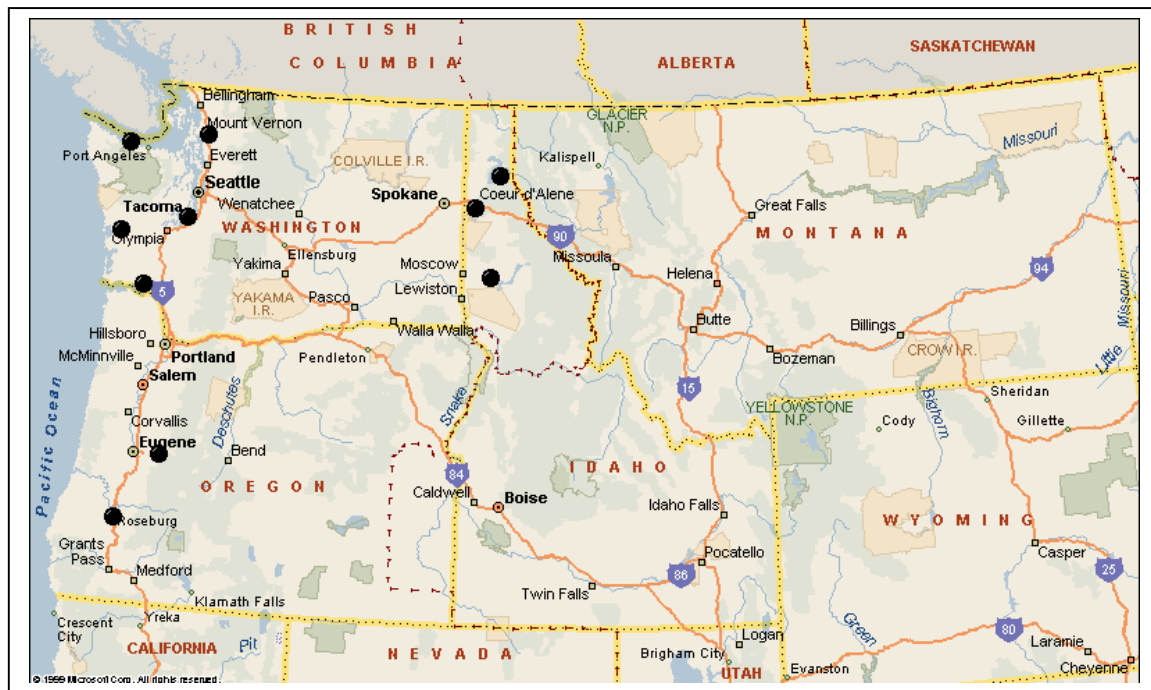 BRITISH
COLUMBIA
ALBERTA
SASKATCHEWAN
Bellingham
Mount Vernon
Port Angeles
Everett
COLVILLE I.R.
GLACIER
N.P.
Kalispell
Missouri
Seattle
Tacoma
Wenatchee
Spokane
Coeur d'Alene
Great Falls
Olympia
WASHINGTON
90
MONTANA
Ellensburg
Yakima
Moscow
Missoula
Helena
94
5
YAKAMA
I.R.
Pasco
Lewiston
Missouri
Little
Hillsboro
Walla Walla
Butte
Billings
McMinnville
Portland
Pendleton
Bozeman
CROW I.R.
Salem
15
Sheridan
Pacific Ocean
Deschutes
Snake
YELLOWSTONE
N.P.
Bighorn
Corvallis
Cody
Gillette
Eugene
Bend
IDAHO
OREGON
84
Caldwell
Boise
Idaho Falls
Roseburg
WYOMING
Grants
Pass
Pocatello
Casper
Medford
86
25
Twin Falls
Klamath Falls
Crescent
City
Yreka
Pit
Logan
Green
80
Laramie
CALIFORNIA
NEVADA
Brigham City
UTAH
Evanston
Cheyenne
© 1999 Microsoft Corp. All rights reserved.